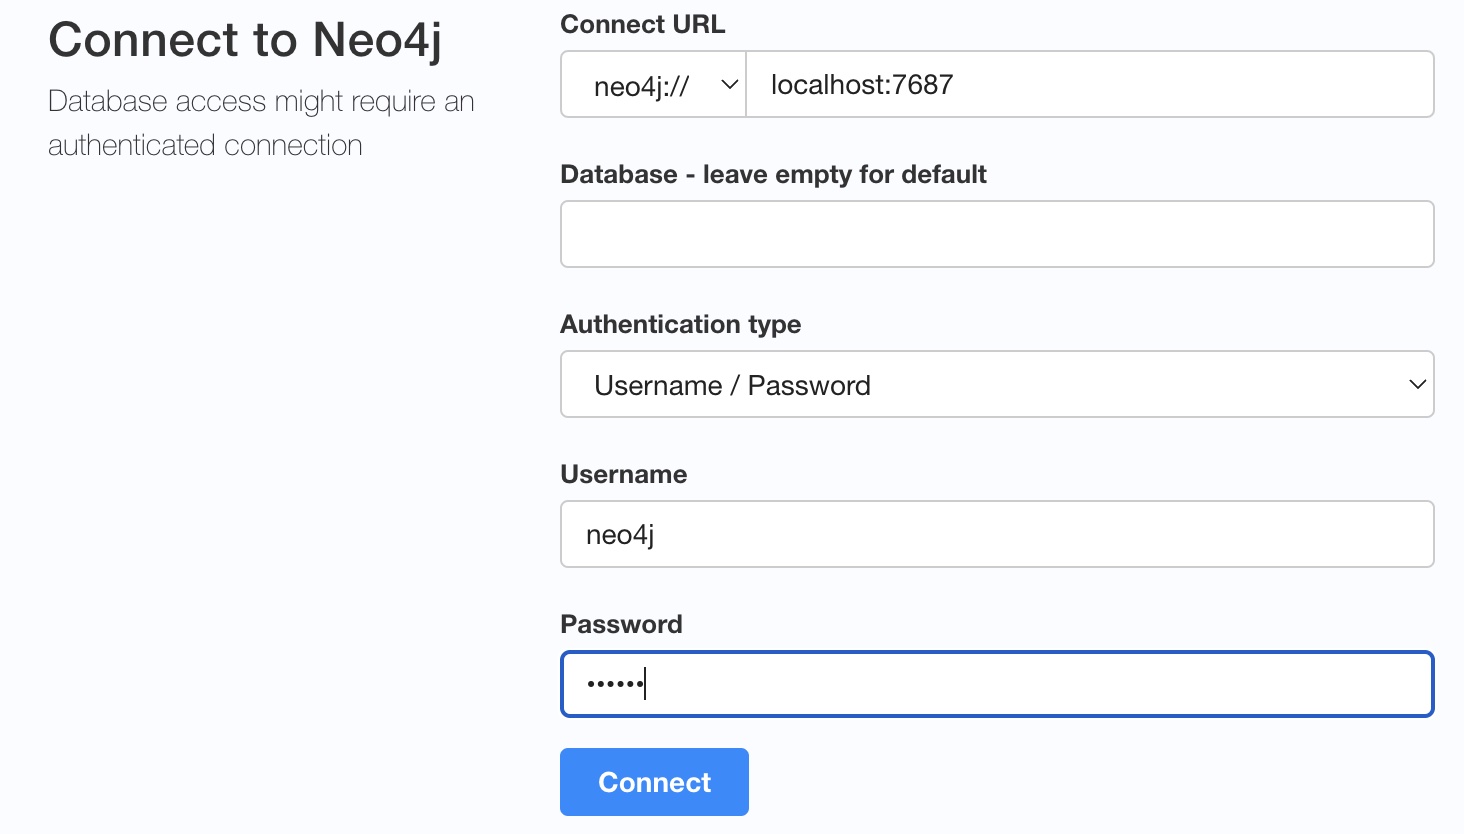 Connect to Neo4j
Database access might require an
authenticated connection
Connect URL
neo4j:// localhost:7687
Database - leave empty for default
Authentication type
Username / Password
Username
neo4j
Password
••••••
Connect